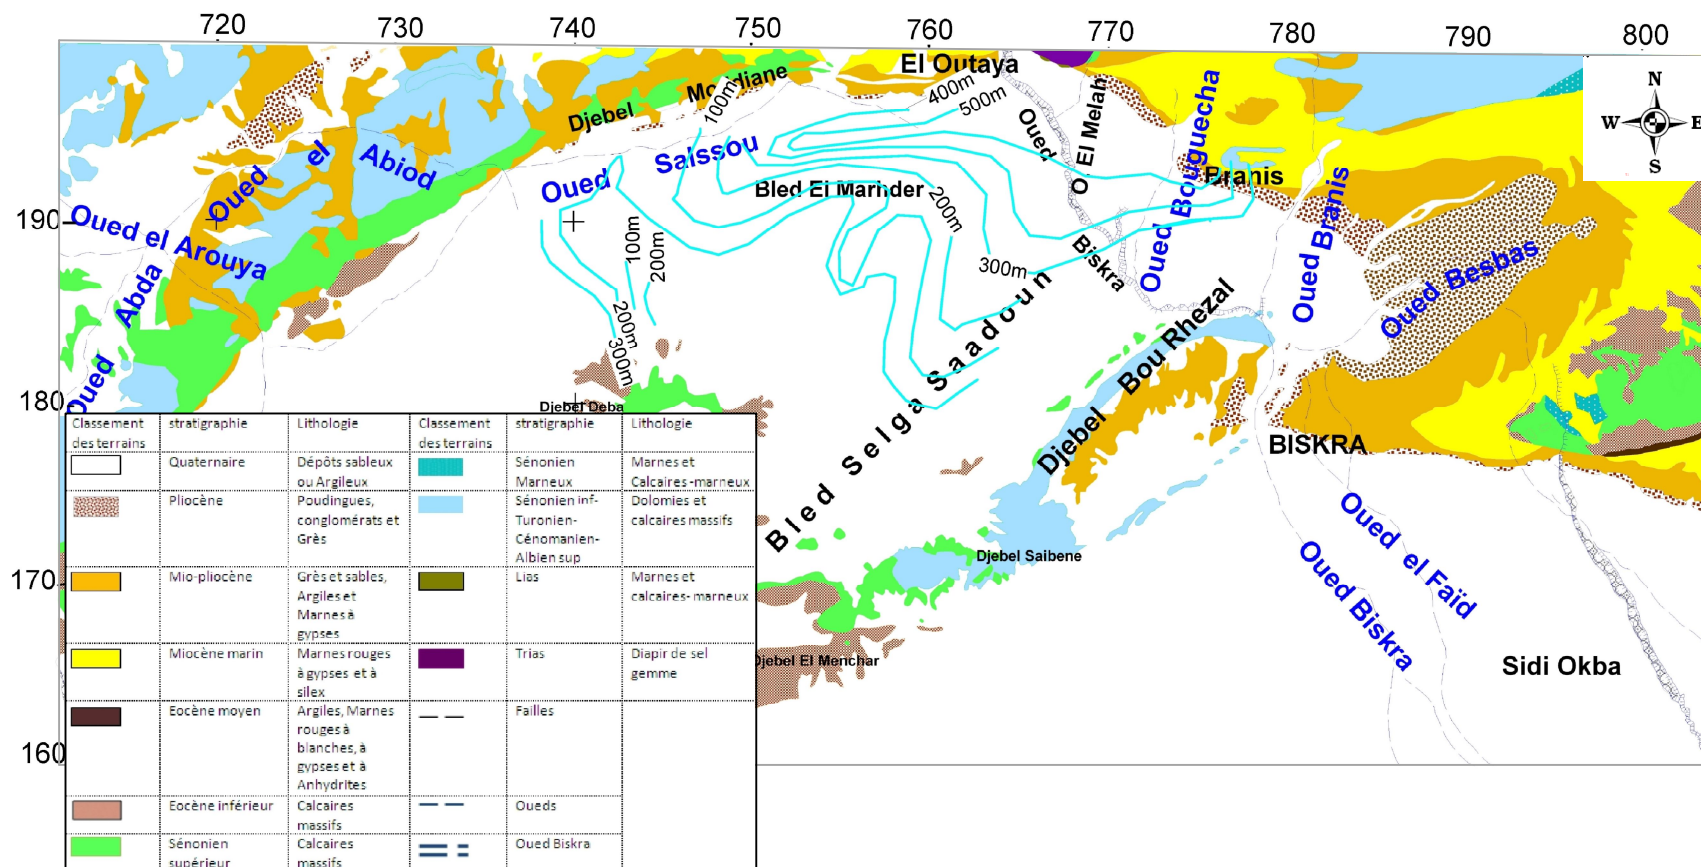 720 730 740 750 760 770 780 790 800
190
180
170
160
N
W E
S
El Outaya
Djebel
100m
400m
500m
Oued
O. El Melah
Biskra
Oued Bouguecha
Branis
Oued Branis
Oued Besbas
Oued el Abiod
Oued Salssou
Oued el Arouya
Oued Abda
200m
300m
100m
200m
200m
300m
Bled Selga Saadoun
Djebel Bou Rhezal
Djebel Deba
BISKRA
Djebel Saibene
Djebel El Menchar
Oued el Faïd
Oued Biskra
Sidi Okba
Classement des terrains
stratigraphie
Lithologie
Classement des terrains
stratigraphie
Lithologie
Quaternaire
Dépôts sableux
ou Argileux
Sénonien
Marneux
Marnes et
Calcaires-marneux
Pliocène
Poudingues,
conglomérats et
Grès
Sénonien inf-
Turonien-
Cénomanien-
Albien sup
Dolomies et
calcaires massifs
Mio-pliocène
Grès et sables,
Argiles et
Marnes à
gypses
Lias
Marnes et
calcaires- marneux
Miocène marin
Marnes rouges
à gypses et à
silex
Trias
Diapir de sel
gemme
Eocène moyen
Argiles, Marnes
rouges à
blanches, à
gypses et à
Anhydrites
Failles
Eocène inférieur
Calcaires
massifs
Oueds
Sénonien
supérieur
Calcaires
massifs
Oued Biskra